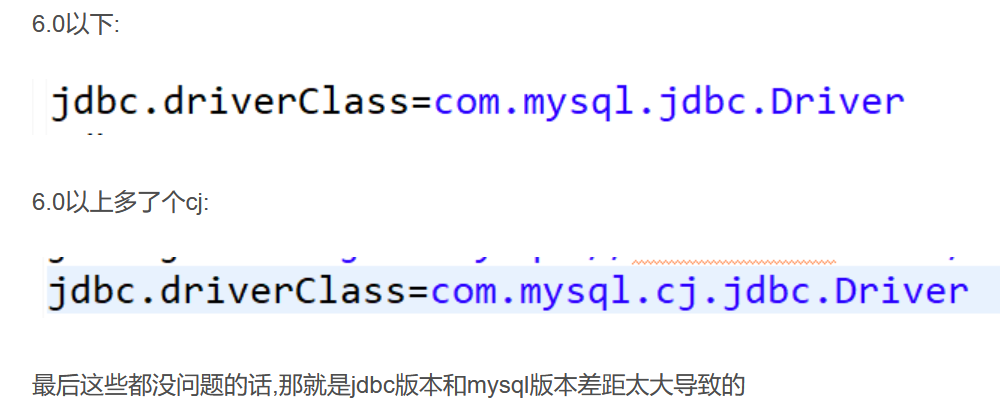 6.0以下:
jdbc.driverClass=com.mysql.jdbc.Driver
6.0以上多了个cj:
jdbc.driverClass=com.mysql.cj.jdbc.Driver
最后这些都没问题的话,那就是jdbc版本和mysql版本差距太大导致的